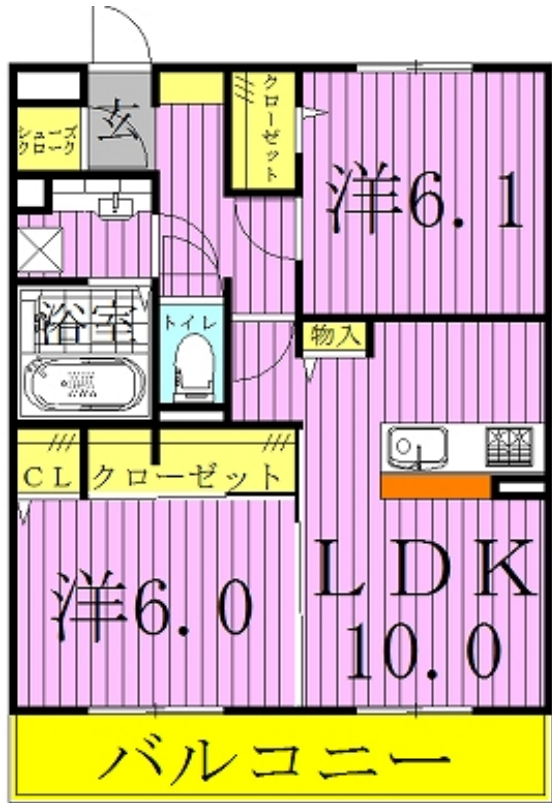 玄
シューズ
クローク
クローゼット
洋6.1
浴室
トイレ
物入
CL
クローゼット
洋6.0
LDK
10.0
バルコニー